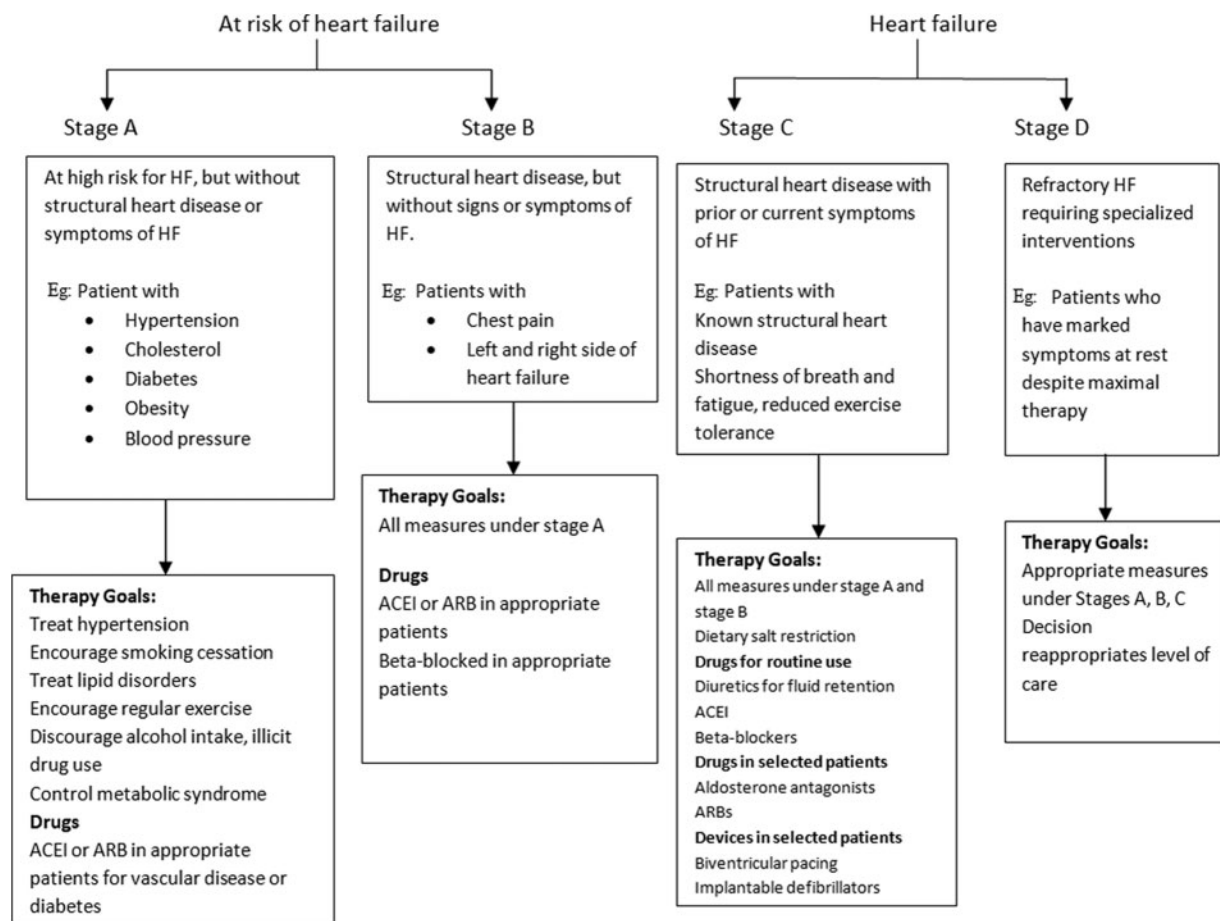 At risk of heart failure
Heart failure
Stage A
Stage B
Stage C
Stage D
At high risk for HF, but without
structural heart disease or
symptoms of HF
Eg: Patient with
• Hypertension
• Cholesterol
• Diabetes
• Obesity
• Blood pressure
Therapy Goals:
Treat hypertension
Encourage smoking cessation
Treat lipid disorders
Encourage regular exercise
Discourage alcohol intake, illicit
drug use
Control metabolic syndrome
Drugs
ACEI or ARB in appropriate
patients for vascular disease or
diabetes
Structural heart disease, but
without signs or symptoms of
HF.
Eg: Patients with
• Chest pain
• Left and right side of
heart failure
Therapy Goals:
All measures under stage A
Drugs
ACEI or ARB in appropriate
patients
Beta-blocked in appropriate
patients
Structural heart disease with
prior or current symptoms
of HF
Eg: Patients with
Known structural heart
disease
Shortness of breath and
fatigue, reduced exercise
tolerance
Therapy Goals:
All measures under stage A and
stage B
Dietary salt restriction
Drugs for routine use
Diuretics for fluid retention
ACEI
Beta-blockers
Drugs in selected patients
Aldosterone antagonists
ARBs
Devices in selected patients
Biventricular pacing
Implantable defibrillators
Refractory HF
requiring specialized
interventions
Eg: Patients who
have marked
symptoms at rest
despite maximal
therapy
Therapy Goals:
Appropriate measures
under Stages A, B, C
Decision
reappropriates level of
care